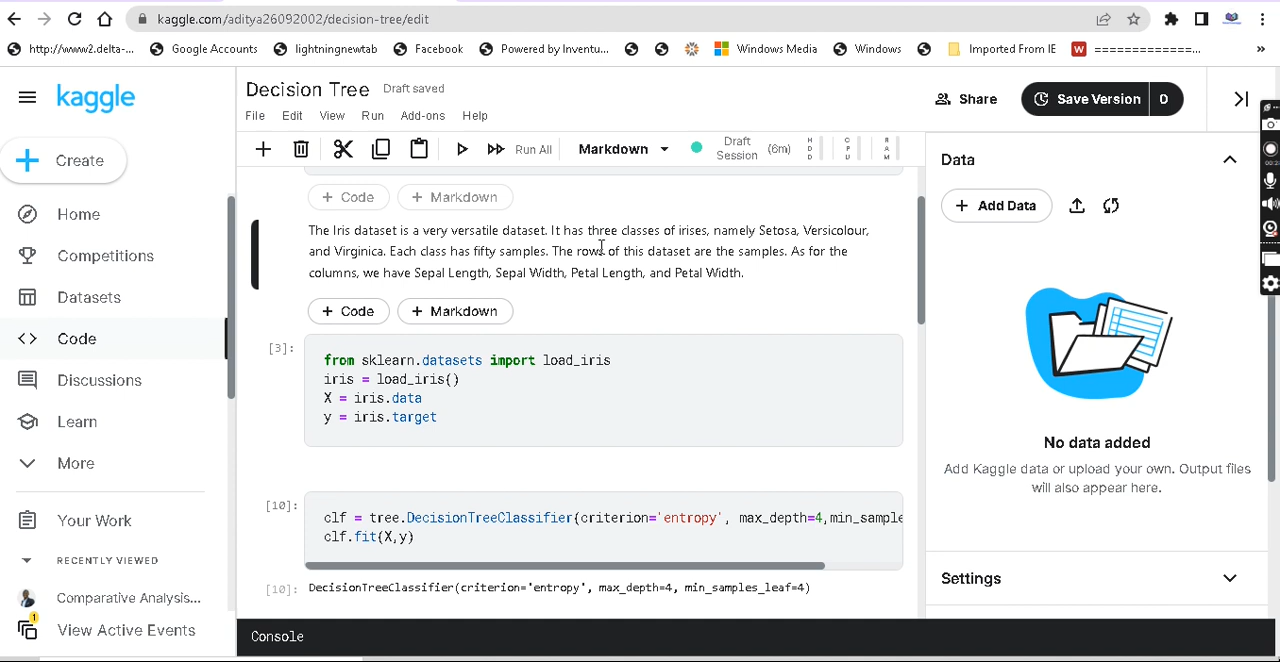 kaggle.com/aditya26092002/decision-tree/edit
http://www2.delta-... Google Accounts lightningnewtab Facebook Powered by Inventu... Windows Media Windows Imported From IE ==============...
kaggle
Create
Home
Competitions
Datasets
Code
Discussions
Learn
More
Your Work
RECENTLY VIEWED
Comparative Analysis...
1
View Active Events
Decision Tree Draft saved
File Edit View Run Add-ons Help
Share
Save Version 0
Run All Markdown Draft Session (6m) HDD CPU RAM
+ Code + Markdown
The Iris dataset is a very versatile dataset. It has three classes of irises, namely Setosa, Versicolour,
and Virginica. Each class has fifty samples. The rows of this dataset are the samples. As for the
columns, we have Sepal Length, Sepal Width, Petal Length, and Petal Width.
+ Code + Markdown
[3]:
from sklearn.datasets import load_iris
iris = load_iris()
X = iris.data
y = iris.target
[10]:
clf = tree.DecisionTreeClassifier(criterion='entropy', max_depth=4,min_sample
clf.fit(X,y)
[10]: DecisionTreeClassifier(criterion='entropy', max_depth=4, min_samples_leaf=4)
Console
Data
+ Add Data
No data added
Add Kaggle data or upload your own. Output files
will also appear here.
Settings